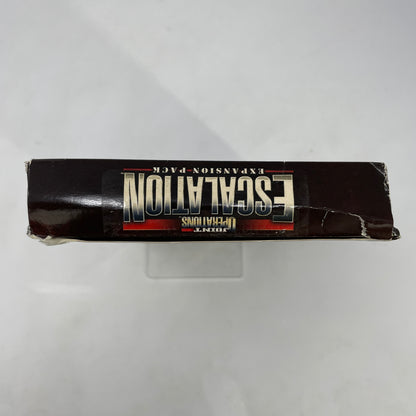 JOINT
OPERATIONS
ESCALATION
EXPANSION PACK